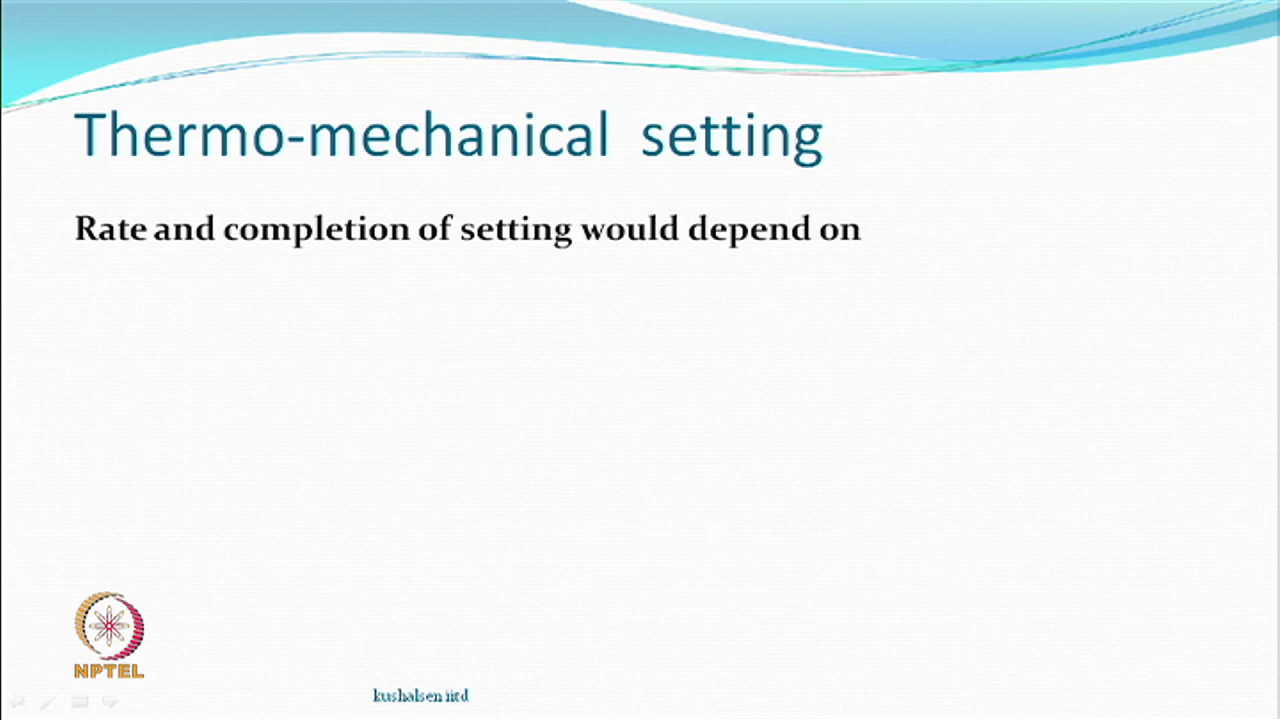 Thermo-mechanical setting
Rate and completion of setting would depend on
NPTEL
kushalsen iitd